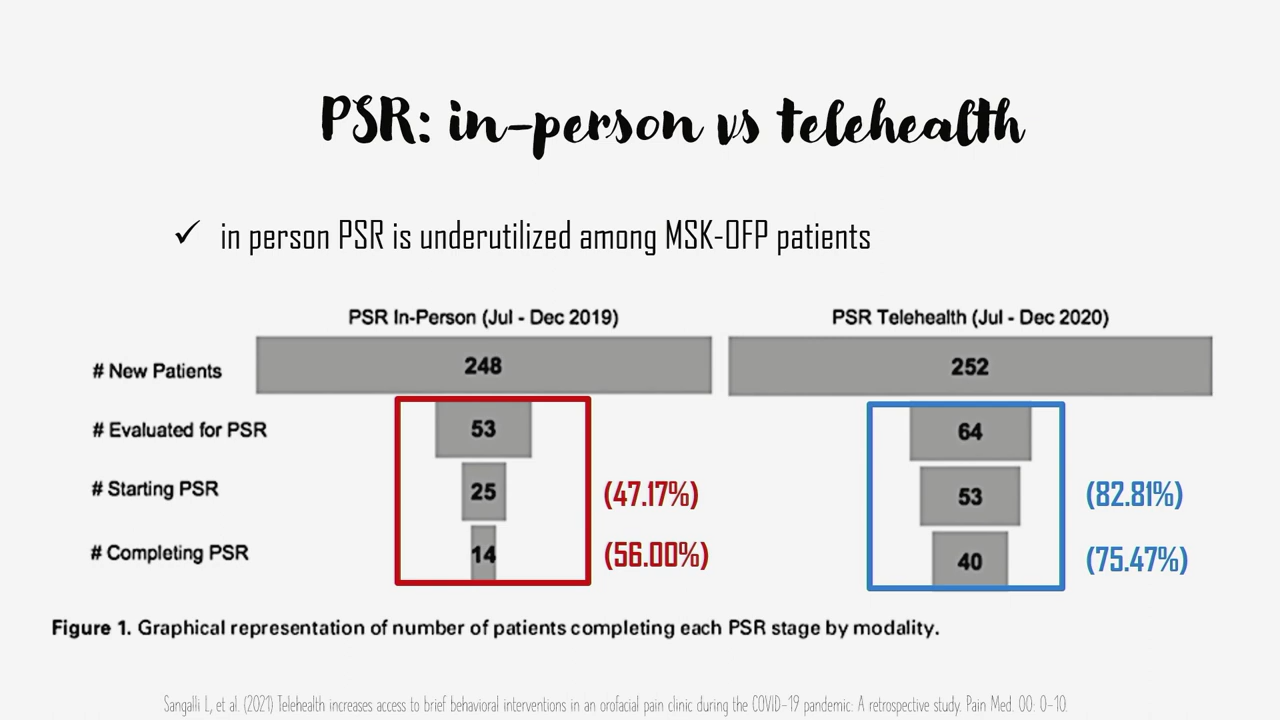 PSR: in-person vs telehealth
✓ in person PSR is underutilized among MSK-OFP patients
PSR In-Person (Jul - Dec 2019) PSR Telehealth (Jul - Dec 2020)
# New Patients 248 252
# Evaluated for PSR 53 64
# Starting PSR 25 (47.17%) 53 (82.81%)
# Completing PSR 14 (56.00%) 40 (75.47%)
Figure 1. Graphical representation of number of patients completing each PSR stage by modality.
Sangalli L, et al. (2021) Telehealth increases access to brief behavioral interventions in an orofacial pain clinic during the COVID-19 pandemic: A retrospective study. Pain Med. 00: 0-10.